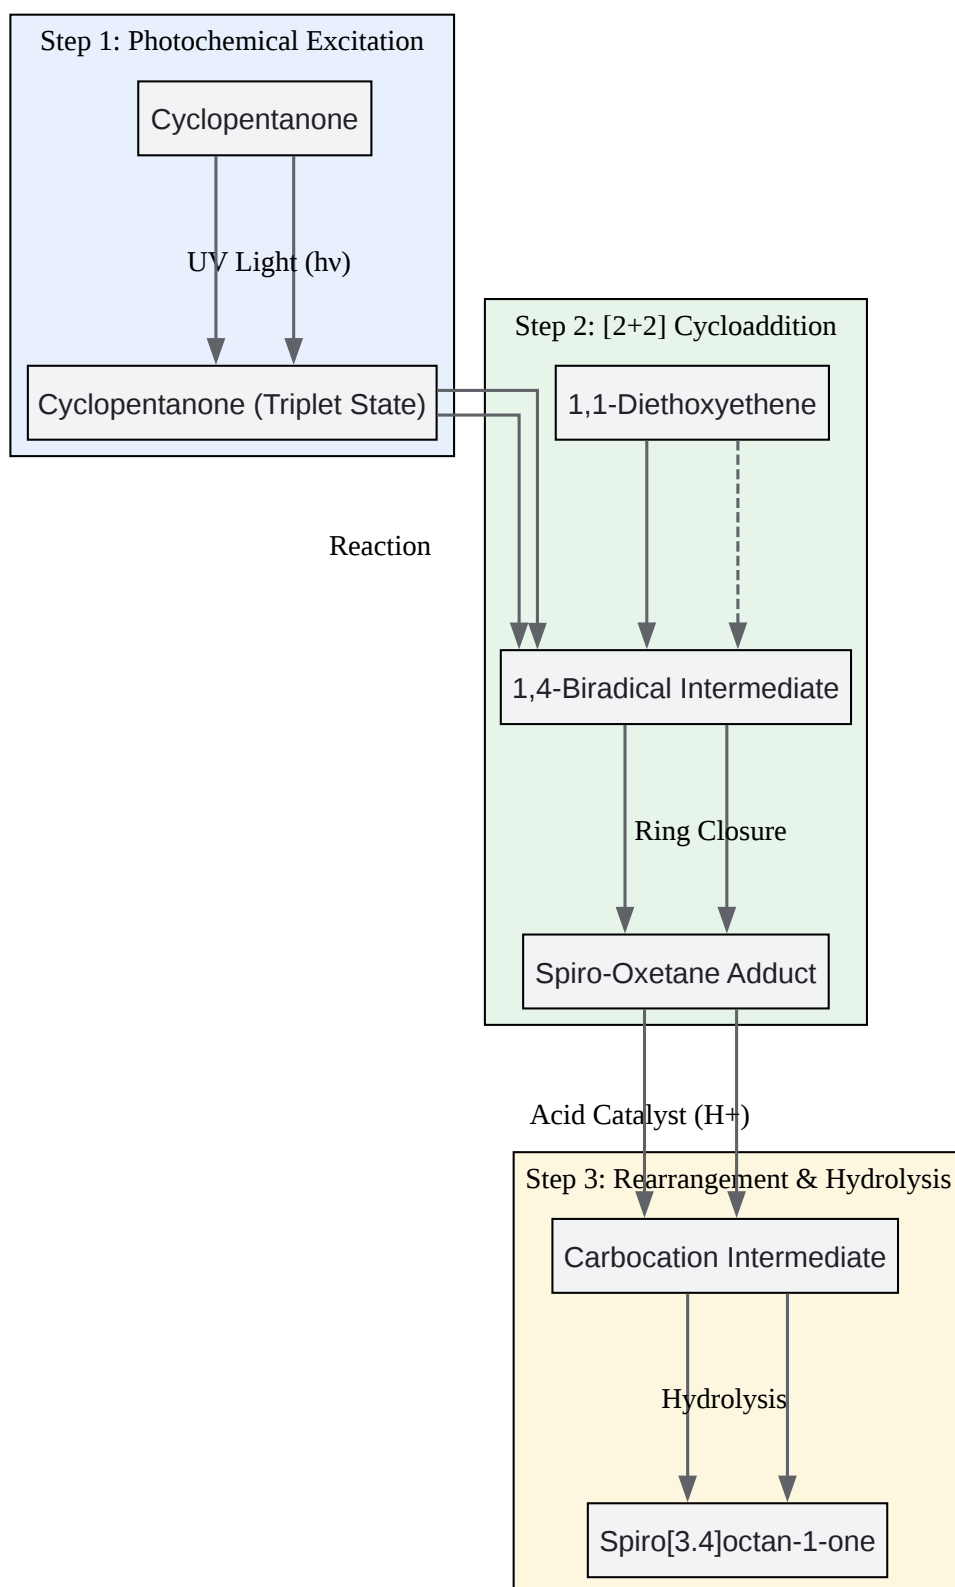 Step 1: Photochemical Excitation
Cyclopentanone
UV Light (hν)
Cyclopentanone (Triplet State)
Step 2: [2+2] Cycloaddition
1,1-Diethoxyethene
Reaction
1,4-Biradical Intermediate
Ring Closure
Spiro-Oxetane Adduct
Acid Catalyst (H+)
Step 3: Rearrangement & Hydrolysis
Carbocation Intermediate
Hydrolysis
Spiro[3.4]octan-1-one